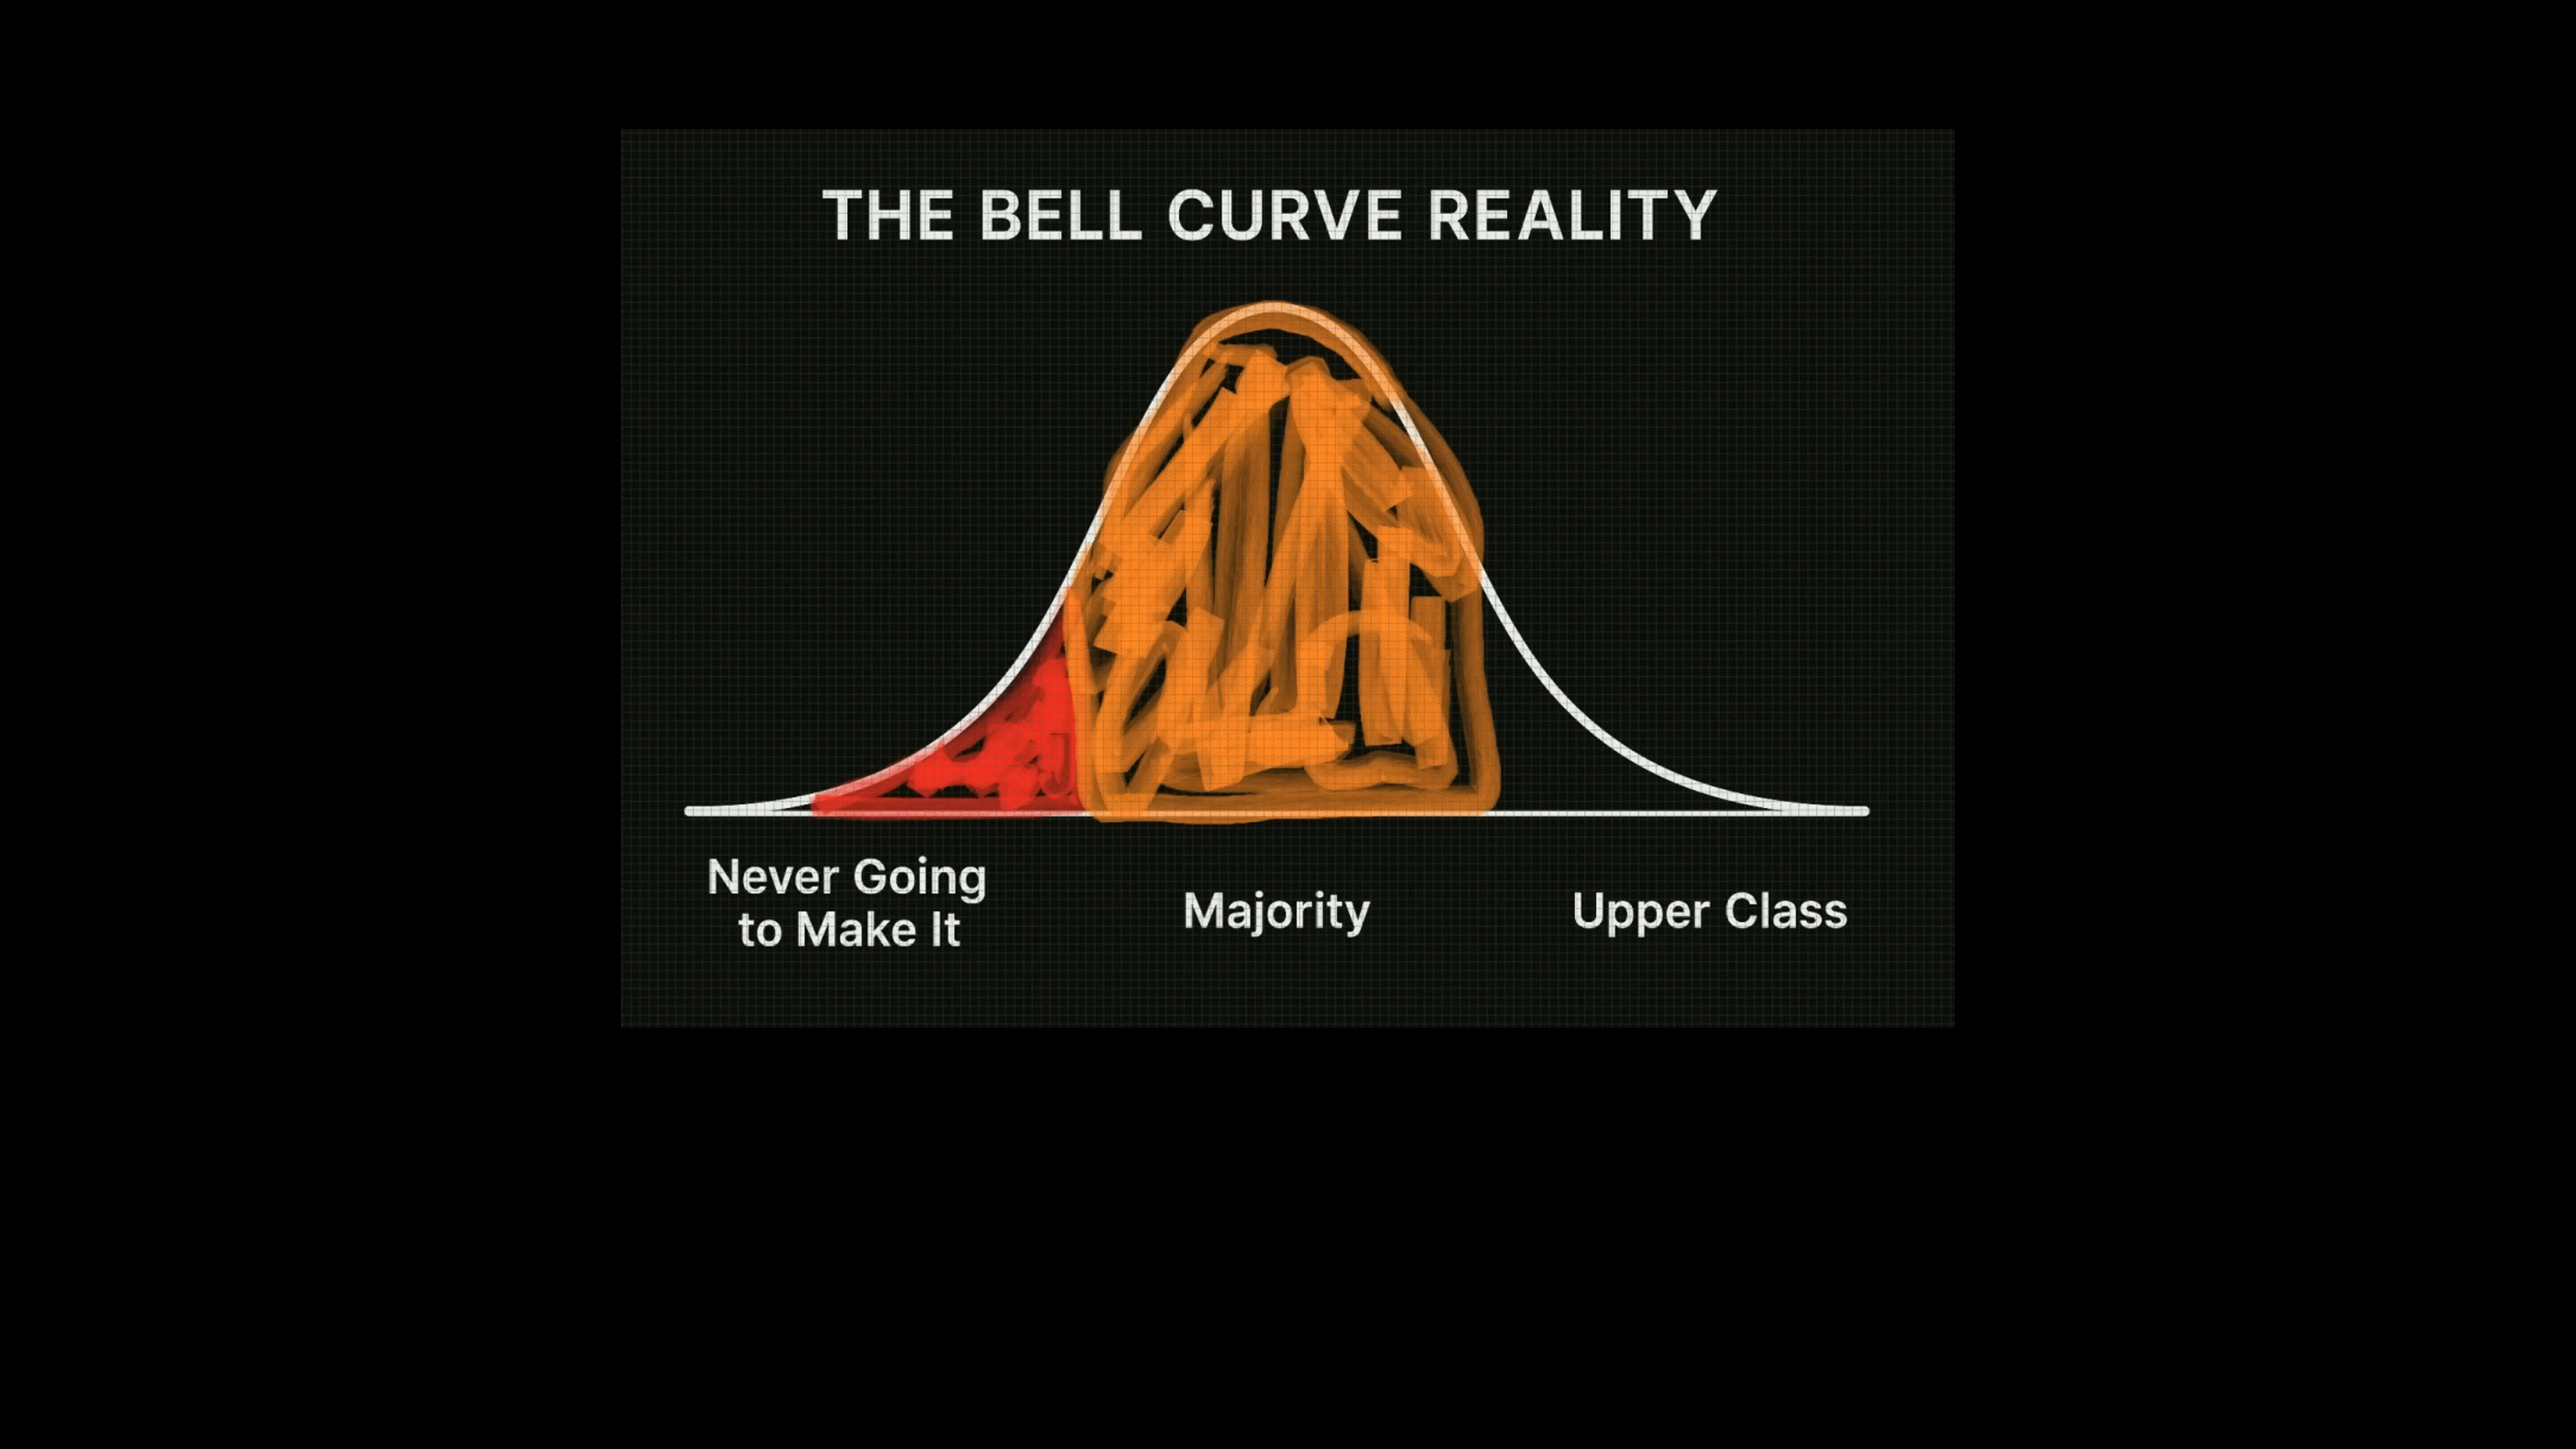 THE BELL CURVE REALITY
Never Going
to Make It
Majority
Upper Class